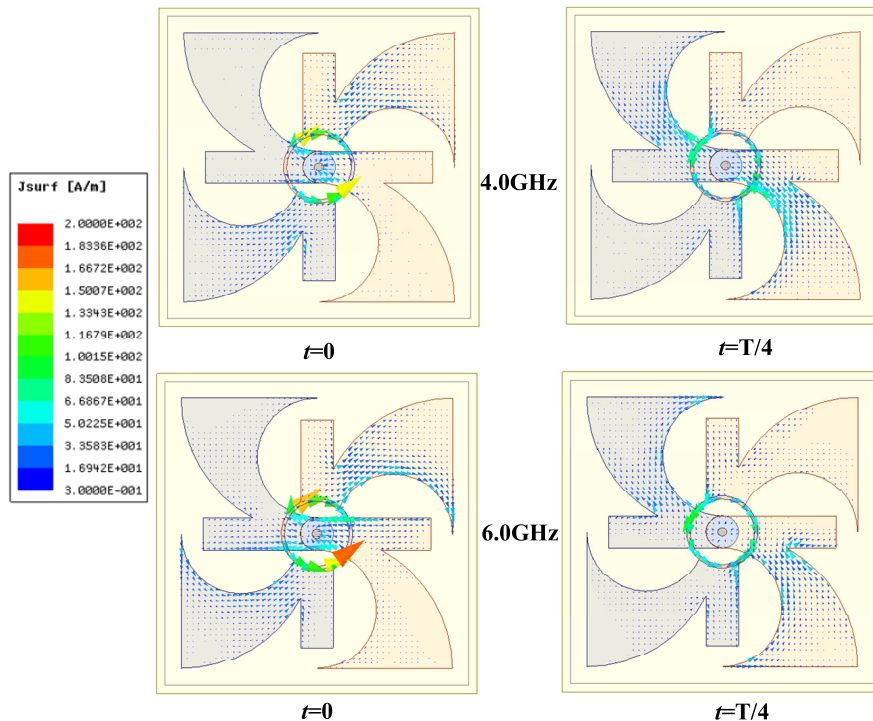 4.0GHz
Jsurf [A/m]
2.0000E+002
1.8336E+002
1.6672E+002
1.5007E+002
1.3343E+002
1.1679E+002
1.0015E+002
8.3508E+001
6.6867E+001
5.0225E+001
3.3583E+001
1.6942E+001
3.0000E-001
t=0
t=T/4
6.0GHz
t=0
t=T/4